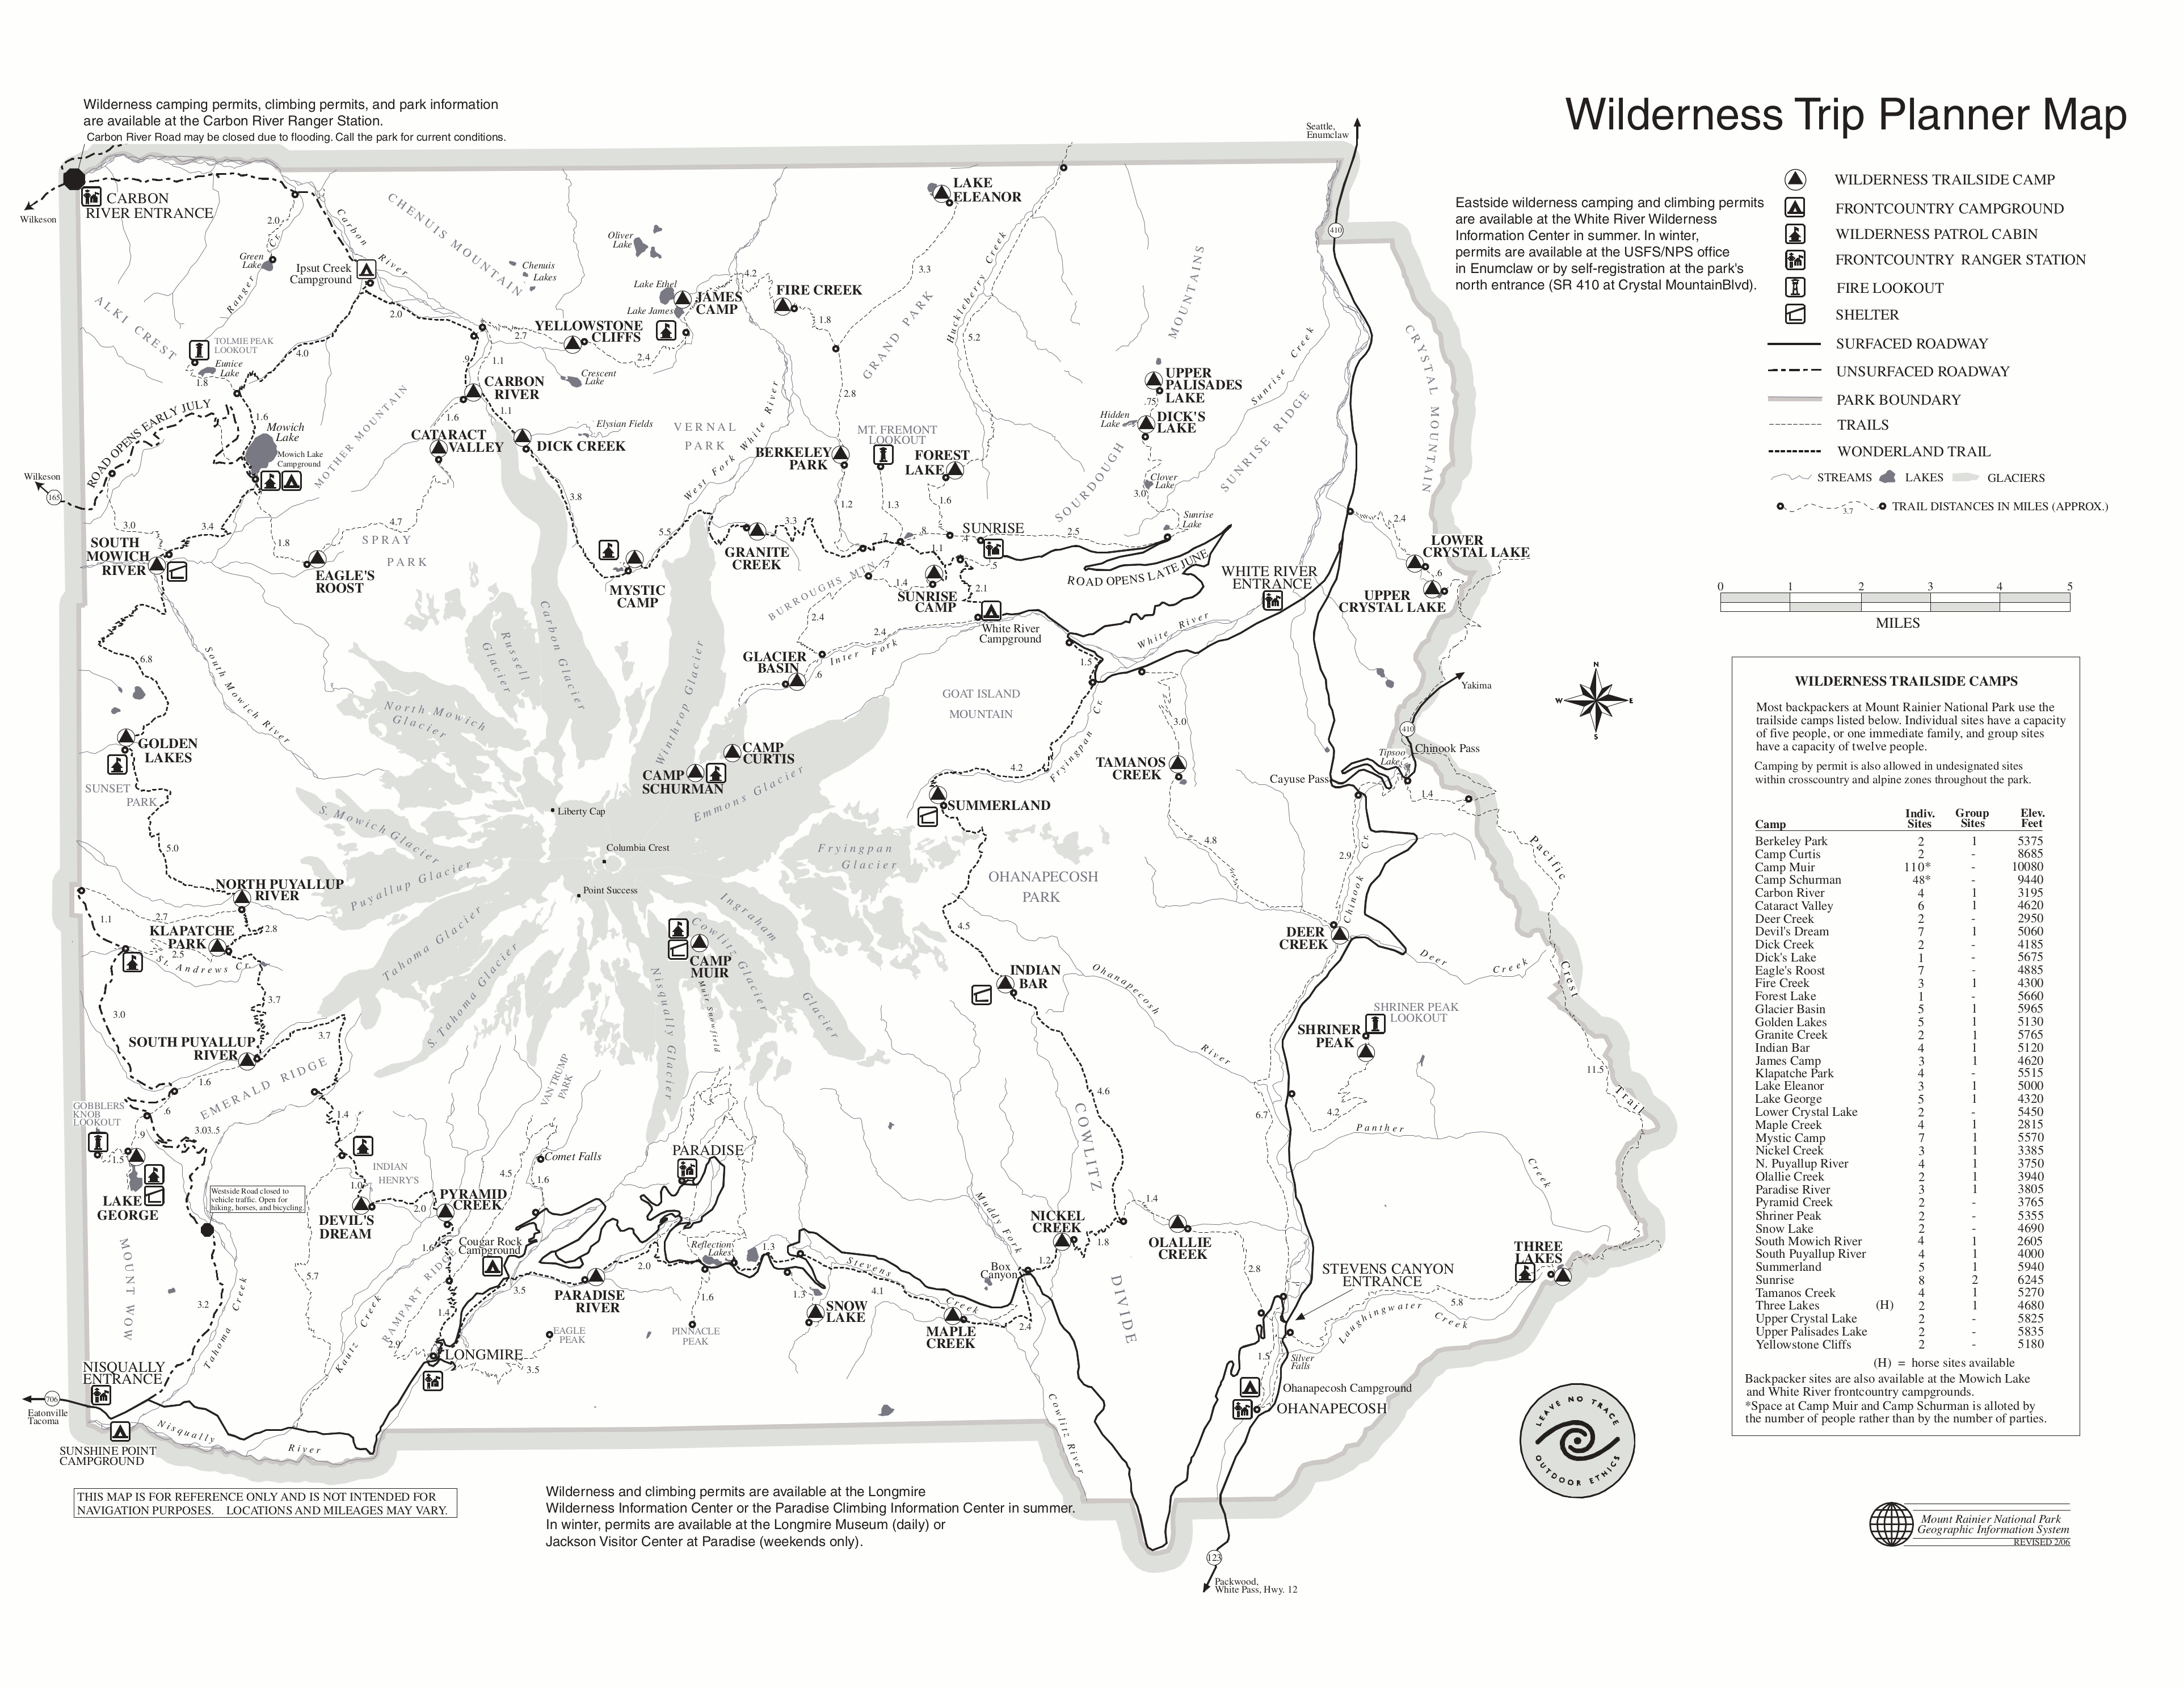 Wilderness Trip Planner Map
Wilderness camping permits, climbing permits, and park information
are available at the Carbon River Ranger Station.
Carbon River Road may be closed due to flooding. Call the park for current conditions.
Seattle,
Enumclaw
410
Eastside wilderness camping and climbing permits
are available at the White River Wilderness
Information Center in summer. In winter,
permits are available at the USFS/NPS office
in Enumclaw or by self-registration at the park's
north entrance (SR 410 at Crystal MountainBlvd).
WILDERNESS TRAILSIDE CAMP
FRONTCOUNTRY CAMPGROUND
WILDERNESS PATROL CABIN
FRONTCOUNTRY RANGER STATION
FIRE LOOKOUT
SHELTER
SURFACED ROADWAY
UNSURFACED ROADWAY
PARK BOUNDARY
TRAILS
WONDERLAND TRAIL
STREAMS
LAKES
GLACIERS
3.7
TRAIL DISTANCES IN MILES (APPROX.)
0 1 2 3 4 5
MILES
N
W
E
S
Wilkeson
CARBON
RIVER ENTRANCE
CHENUIS MOUNTAIN
Carbon River
2.0
Green
Lake
Ranger Cr.
Ipsut Creek
Campground
2.0
ALKI CREST
TOLMIE PEAK
LOOKOUT
Eunice
Lake
1.8
4.0
ROAD OPENS EARLY JULY
1.6
Mowich
Lake
Mowich Lake
Campground
MOTHER MOUNTAIN
Wilkeson
165
3.0
3.4
SOUTH
MOWICH
RIVER
1.8
EAGLE'S
ROOST
4.7
SPRAY
PARK
Oliver
Lake
Chenuis
Lakes
Lake Ethel
Lake James
JAMES
CAMP
YELLOWSTONE
CLIFFS
2.7
2.4
Crescent
Lake
.9
1.1
CARBON
RIVER
1.1
1.6
CATARACT
VALLEY
DICK CREEK
Elysian Fields
3.8
VERNAL
PARK
West Fork White River
5.5
MYSTIC
CAMP
4.2
FIRE CREEK
1.8
LAKE
ELEANOR
3.3
GRAND PARK
2.8
Huckleberry Creek
5.2
MT. FREMONT
LOOKOUT
BERKELEY
PARK
FOREST
LAKE
1.2
1.3
1.6
3.3
GRANITE
CREEK
.7
.8
.4
1.1
.5
.7
1.4
2.1
SUNRISE
SUNRISE
CAMP
BURROUGHS MTN.
2.4
2.4
Inter Fork
GLACIER
BASIN
.6
White River
Campground
MOUNTAINS
SOURDOUGH
UPPER
PALISADES
LAKE
.75
Hidden
Lake
DICK'S
LAKE
Clover
Lake
3.0
Sunrise
Lake
2.5
Sunrise Creek
SUNRISE RIDGE
ROAD OPENS LATE JUNE
WHITE RIVER
ENTRANCE
White River
1.5
CRYSTAL MOUNTAIN
2.4
LOWER
CRYSTAL LAKE
.6
UPPER
CRYSTAL LAKE
Yakima
410
Chinook Pass
Tipsoo
Lake
Cayuse Pass
1.4
Pacific Crest Trail
11.5
GOAT ISLAND
MOUNTAIN
Fryingpan Cr.
4.2
SUMMERLAND
3.0
TAMANOS
CREEK
4.8
2.9
Chinook Cr.
DEER
CREEK
Deer Creek
Russell
Glacier
Carbon Glacier
North Mowich
Glacier
Winthrop Glacier
CAMP
CURTIS
CAMP
SCHURMAN
Emmons Glacier
Liberty Cap
Columbia Crest
Point Success
Fryingpan
Glacier
S. Mowich Glacier
Puyallup Glacier
Tahoma Glacier
S. Tahoma Glacier
Nisqually Glacier
Muir Snowfield
Cowlitz Glacier
Ingraham
Glacier
CAMP
MUIR
South Mowich River
6.8
GOLDEN
LAKES
SUNSET
PARK
5.0
NORTH PUYALLUP
RIVER
1.1
2.7
2.8
KLAPATCHE
PARK
2.5
St. Andrews Cr.
3.7
3.0
SOUTH PUYALLUP
RIVER
3.7
1.6
EMERALD RIDGE
GOBBLERS
KNOB
LOOKOUT
.6
.9
1.5
3.03..5
LAKE
GEORGE
Westside Road closed to
vehicle traffic. Open for
hiking, horses, and bicycling.
MOUNT WOW
3.2
Tahoma Creek
NISQUALLY
ENTRANCE
706
Eatonville
Tacoma
SUNSHINE POINT
CAMPGROUND
Nisqually River
1.4
INDIAN
HENRY'S
1.0
DEVIL'S
DREAM
2.0
PYRAMID
CREEK
5.7
Kautz Creek
RAMPART RIDGE
1.6
1.4
2.9
LONGMIRE
3.5
VAN TRUMP
PARK
Comet Falls
4.5
1.6
Cougar Rock
Campground
3.5
EAGLE
PEAK
PARADISE
RIVER
2.0
PARADISE
Reflection
Lakes
1.3
1.6
PINNACLE
PEAK
1.3
SNOW
LAKE
Stevens Creek
4.1
MAPLE
CREEK
2.4
OHANAPECOSH
PARK
4.5
INDIAN
BAR
Ohanapecosh River
4.6
COWLITZ
DIVIDE
Muddy Fork
NICKEL
CREEK
1.8
1.2
Box
Canyon
Cowlitz River
1.4
OLALLIE
CREEK
2.8
SHRINER PEAK
LOOKOUT
SHRINER
PEAK
6.7
4.2
Panther Creek
STEVENS CANYON
ENTRANCE
5.8
Laughingwater Creek
THREE
LAKES
1.5
Silver
Falls
Ohanapecosh Campground
OHANAPECOSH
123
Packwood,
White Pass, Hwy. 12
WILDERNESS TRAILSIDE CAMPS
Most backpackers at Mount Rainier National Park use the
trailside camps listed below. Individual sites have a capacity
of five people, or one immediate family, and group sites
have a capacity of twelve people.
Camping by permit is also allowed in undesignated sites
within crosscountry and alpine zones throughout the park.
Indiv. Group Elev.
Camp Sites Sites Feet
Berkeley Park 2 1 5375
Camp Curtis 2 - 8685
Camp Muir 110* - 10080
Camp Schurman 48* - 9440
Carbon River 4 1 3195
Cataract Valley 6 1 4620
Deer Creek 2 - 2950
Devil's Dream 7 1 5060
Dick Creek 2 - 4185
Dick's Lake 1 - 5675
Eagle's Roost 7 - 4885
Fire Creek 3 1 4300
Forest Lake 1 - 5660
Glacier Basin 5 1 5965
Golden Lakes 5 1 5130
Granite Creek 2 1 5765
Indian Bar 4 1 5120
James Camp 3 1 4620
Klapatche Park 4 - 5515
Lake Eleanor 3 1 5000
Lake George 5 1 4320
Lower Crystal Lake 2 - 5450
Maple Creek 4 1 2815
Mystic Camp 7 1 5570
Nickel Creek 3 1 3385
N. Puyallup River 4 1 3750
Olallie Creek 2 1 3940
Paradise River 3 1 3805
Pyramid Creek 2 - 3765
Shriner Peak 2 - 5355
Snow Lake 2 - 4690
South Mowich River 4 1 2605
South Puyallup River 4 1 4000
Summerland 5 1 5940
Sunrise 8 2 6245
Tamanos Creek 4 1 5270
Three Lakes (H) 2 1 4680
Upper Crystal Lake 2 - 5825
Upper Palisades Lake 2 - 5835
Yellowstone Cliffs 2 - 5180
(H) = horse sites available
Backpacker sites are also available at the Mowich Lake
and White River frontcountry campgrounds.
*Space at Camp Muir and Camp Schurman is alloted by
the number of people rather than by the number of parties.
LEAVE NO TRACE
OUTDOOR ETHICS
THIS MAP IS FOR REFERENCE ONLY AND IS NOT INTENDED FOR
NAVIGATION PURPOSES. LOCATIONS AND MILEAGES MAY VARY.
Wilderness and climbing permits are available at the Longmire
Wilderness Information Center or the Paradise Climbing Information Center in summer.
In winter, permits are available at the Longmire Museum (daily) or
Jackson Visitor Center at Paradise (weekends only).
Mount Rainier National Park
Geographic Information System
REVISED 2/06